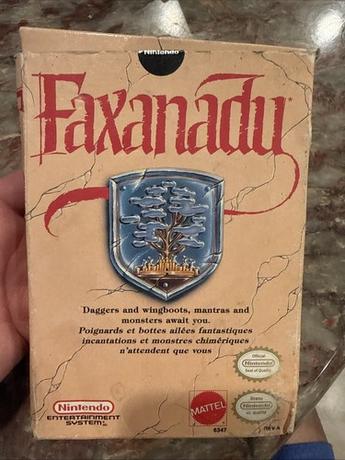 Nintendo
Faxanadu
Daggers and wingboots, mantras and
monsters await you.
Poignards et bottes ailées fantastiques
incantations et monstres chimériques
n'attendent que vous
Official
Nintendo
Seal of Quality
Nintendo
ENTERTAINMENT
SYSTEM
MATTEL
6347
Nintendo
REV-A